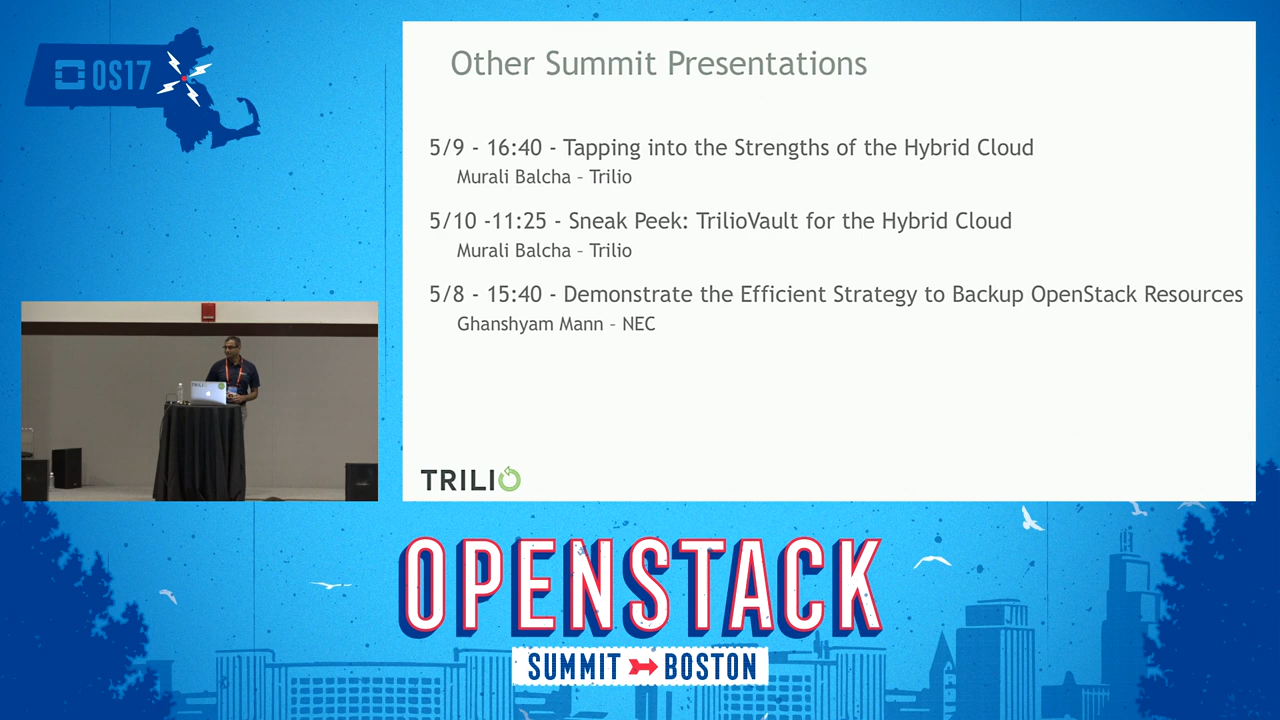 OS17
Other Summit Presentations
5/9 - 16:40 - Tapping into the Strengths of the Hybrid Cloud
Murali Balcha – Trilio
5/10 -11:25 - Sneak Peek: TrilioVault for the Hybrid Cloud
Murali Balcha – Trilio
5/8 - 15:40 - Demonstrate the Efficient Strategy to Backup OpenStack Resources
Ghanshyam Mann – NEC
TRILIO
TRILIO
OPENSTACK
SUMMIT BOSTON